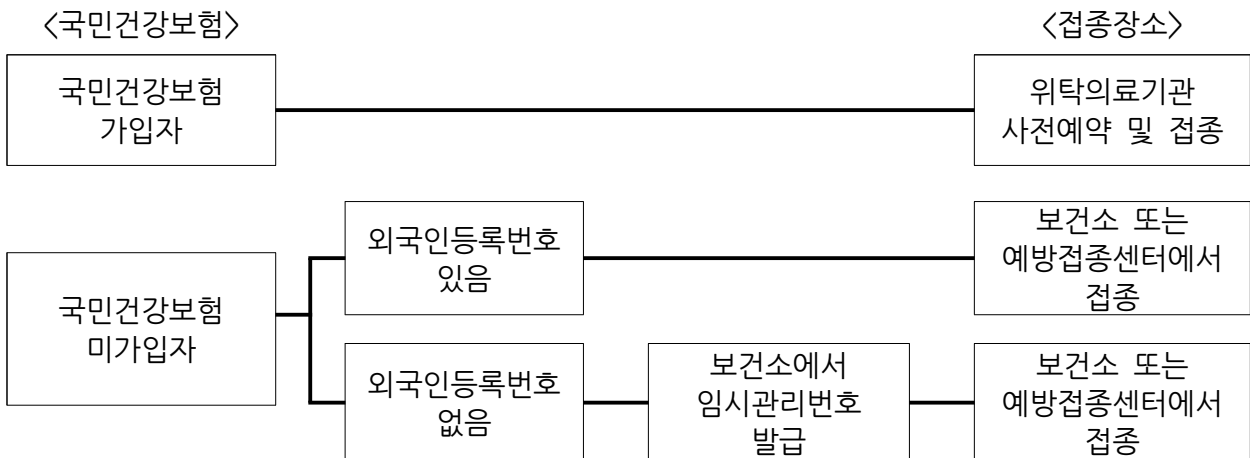 〈국민건강보험〉
〈접종장소〉
국민건강보험
가입자
위탁의료기관
사전예약 및 접종
국민건강보험
미가입자
외국인등록번호
있음
보건소 또는
예방접종센터에서
접종
외국인등록번호
없음
보건소에서
임시관리번호
발급
보건소 또는
예방접종센터에서
접종